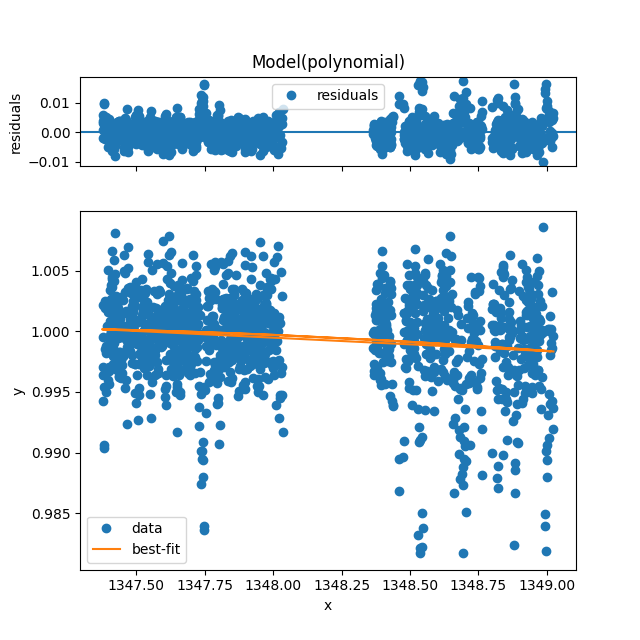 Model(polynomial)
residuals
0.01
0.00
−0.01
residuals
1.005
1.000
0.995
0.990
0.985
y
data
best-fit
1347.50 1347.75 1348.00 1348.25 1348.50 1348.75 1349.00
x